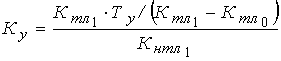 К_у = (К_тл₁ · Т_у / (К_тл₁ − К_тл₀)) / К_нтл₁